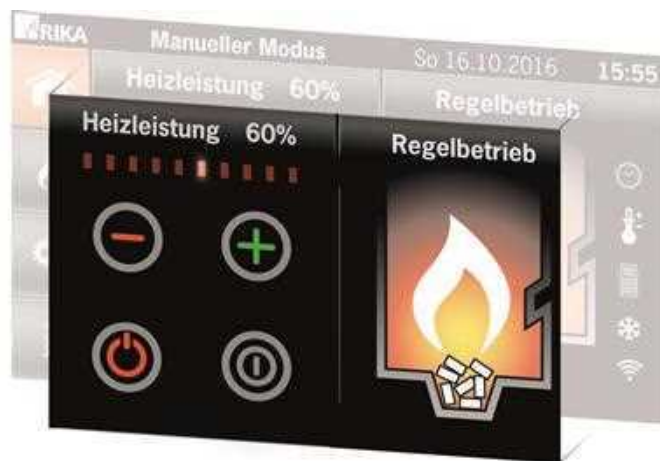 RIKA
Manueller Modus
So 16.10.2016
15:55
Heizleistung 60%
Regelbetrieb
Heizleistung 60%
Regelbetrieb